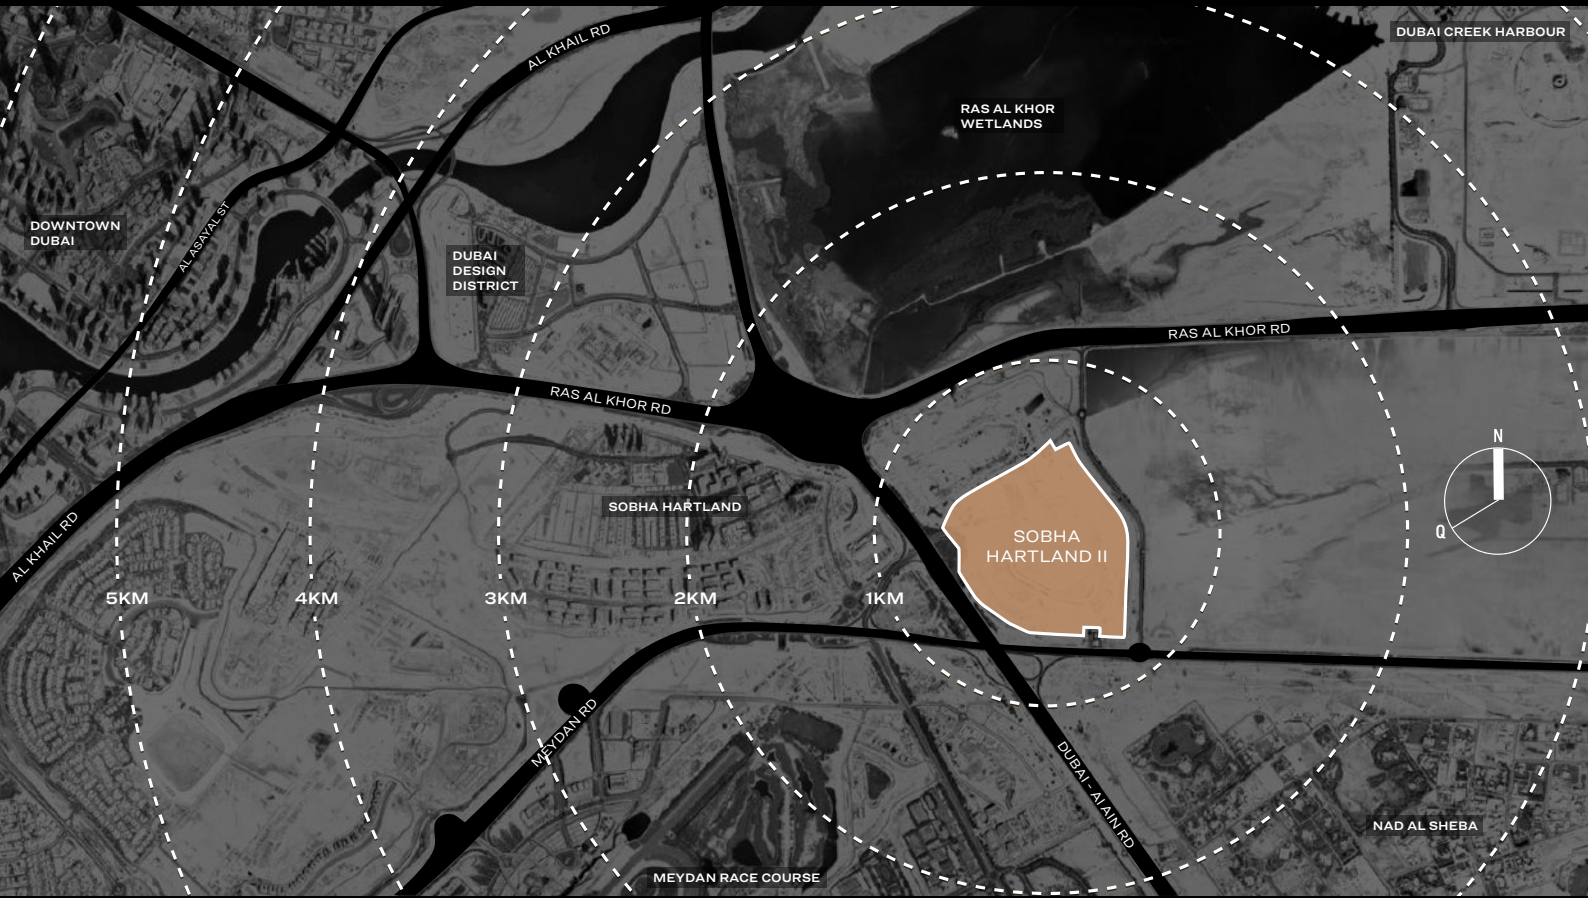 DUBAI CREEK HARBOUR
AL KHAIL RD
RAS AL KHOR
WETLANDS
DOWNTOWN
DUBAI
AL ASAYAL ST
DUBAI
DESIGN
DISTRICT
RAS AL KHOR RD
RAS AL KHOR RD
N
Q
SOBHA HARTLAND
SOBHA
HARTLAND II
AL KHAIL RD
5KM
4KM
3KM
2KM
1KM
MEYDAN RD
DUBAI - Al AIN RD
NAD AL SHEBA
MEYDAN RACE COURSE